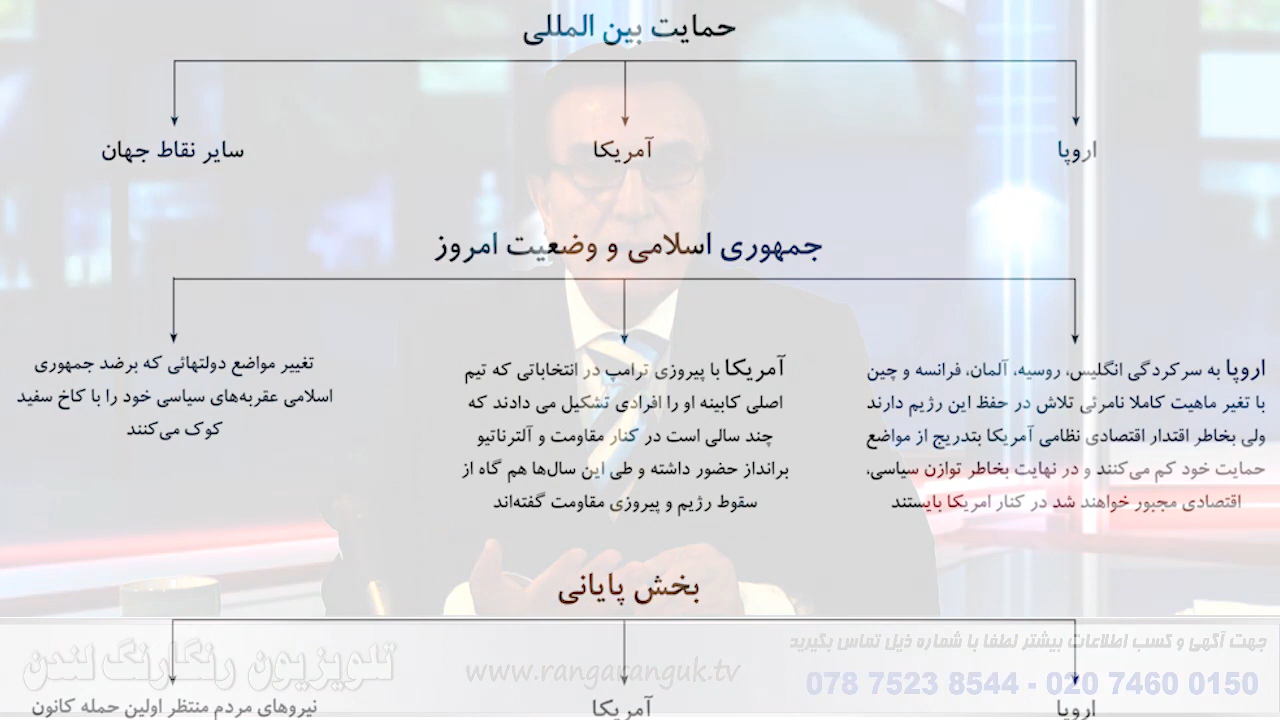 حمایت بین المللی
اروپا
آمریکا
سایر نقاط جهان
جمهوری اسلامی و وضعیت امروز
اروپا به سرکردگی انگلیس، روسیه، آلمان، فرانسه و چین
با تغیر ماهیت کاملا نامرئی تلاش در حفظ این رژیم دارند
ولی بخاطر اقتدار اقتصادی نظامی آمریکا بتدریج از مواضع
حمایت خود کم می‌کنند و در نهایت بخاطر توازن سیاسی،
اقتصادی مجبور خواهند شد در کنار امریکا بایستند
آمریکا با پیروزی ترامپ در انتخاباتی که تیم
اصلی کابینه او را افرادی تشکیل می دادند که
چند سالی است در کنار مقاومت و آلترناتیو
برانداز حضور داشته و طی این سال‌ها هم گاه از
سقوط رژیم و پیروزی مقاومت گفته‌اند
تغییر مواضع دولتهائی که برضد جمهوری
اسلامی عقربه‌های سیاسی خود را با کاخ سفید
کوک می‌کنند
بخش پایانی
جهت آگهی و کسب اطلاعات بیشتر لطفا با شماره ذیل تماس بگیرید
078 7523 8544 - 020 7460 0150
www.rangaranguk.tv
تلویزیون رنگارنگ لندن
اروپا
آمریکا
نیروهای مردم منتظر اولین حمله کانون